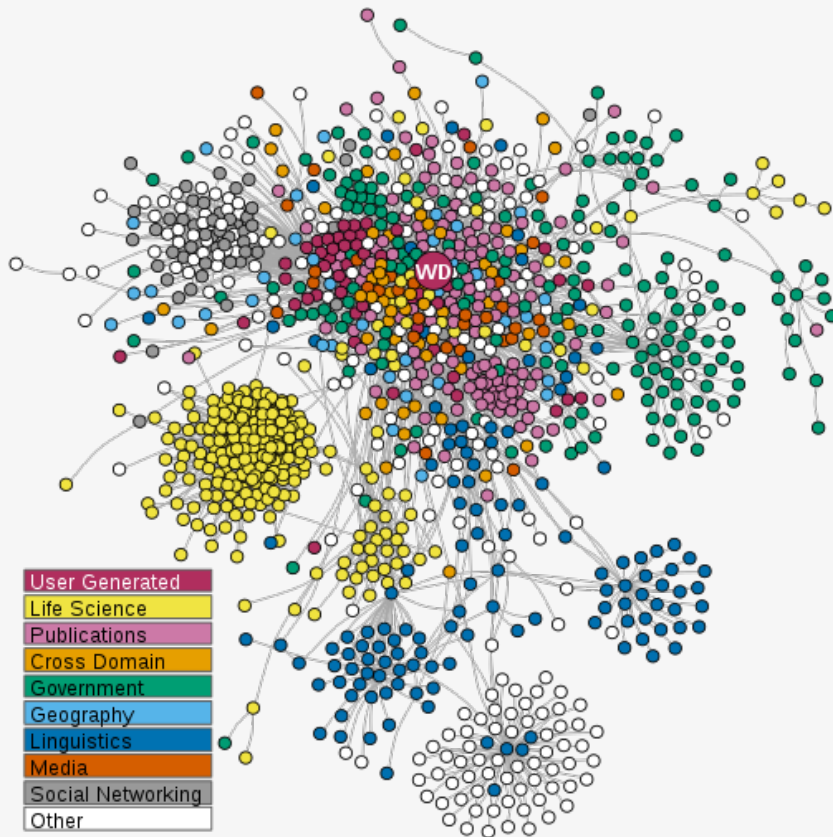 WD
User Generated
Life Science
Publications
Cross Domain
Government
Geography
Linguistics
Media
Social Networking
Other